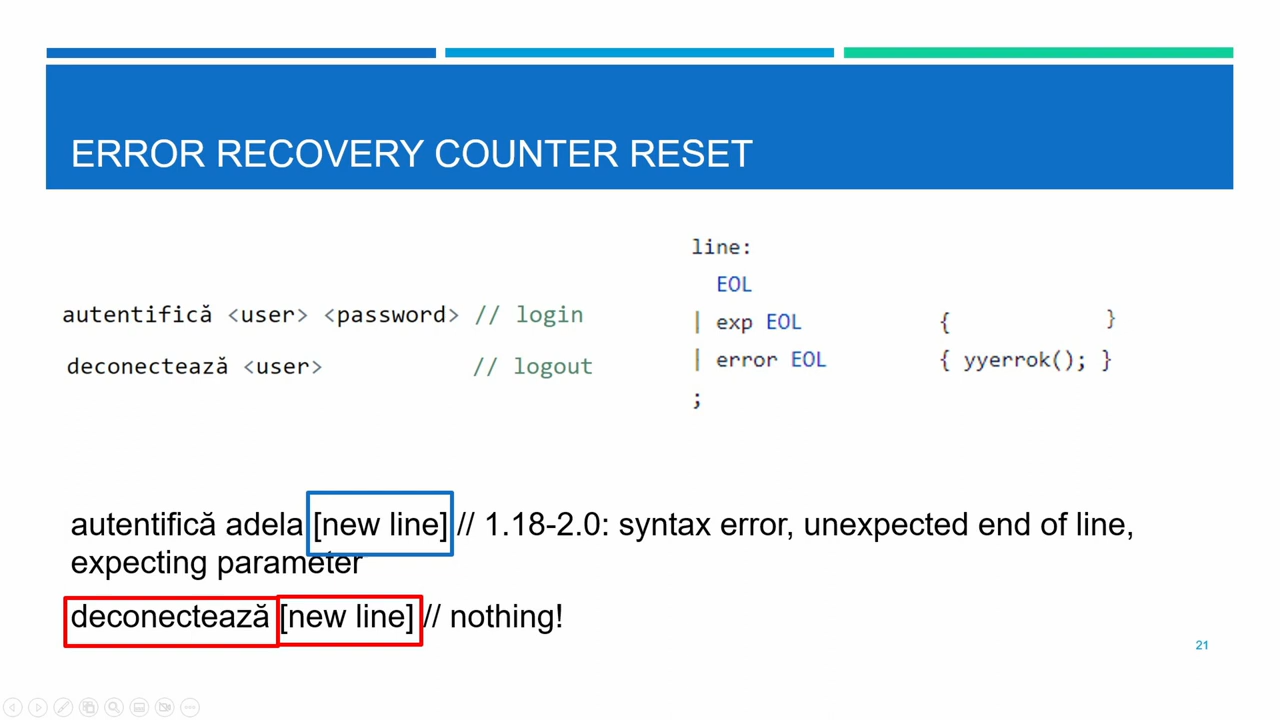 ERROR RECOVERY COUNTER RESET
autentifică <user> <password> // login
deconectează <user> // logout
line:
EOL
| exp EOL { }
| error EOL { yyerrok(); }
;
autentifică adela [new line] // 1.18-2.0: syntax error, unexpected end of line,
expecting parameter
deconectează [new line] // nothing!
21